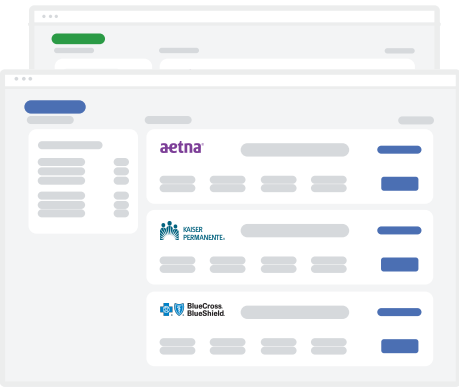 aetna
KAISER
PERMANENTE.
BlueCross
BlueShield.